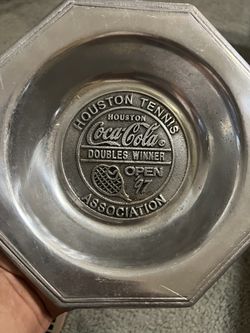 HOUSTON TENNIS
HOUSTON
Coca-Cola®
DOUBLES WINNER
OPEN
97
ASSOCIATION